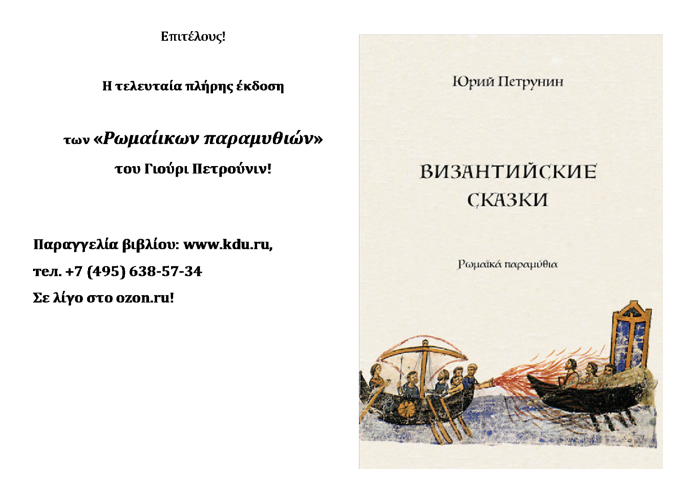 Επιτέλους!
Η τελευταία πλήρης έκδοση
των «Ρωμαίικων παραμυθιών»
του Γιούρι Πετρούνιν!
Παραγγελία βιβλίου: www.kdu.ru,
тел. +7 (495) 638-57-34
Σε λίγο στο ozon.ru!
Юрий Петрунин
ВИЗАНТИЙСКИЕ
СКАЗКИ
Ρωμαϊκά παραμύθια